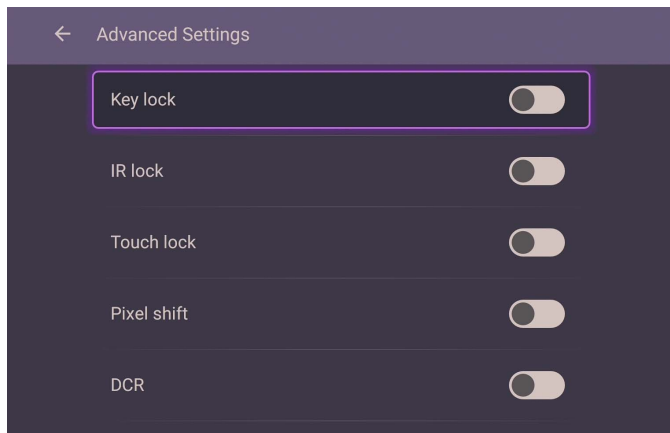 Advanced Settings
Key lock
IR lock
Touch lock
Pixel shift
DCR